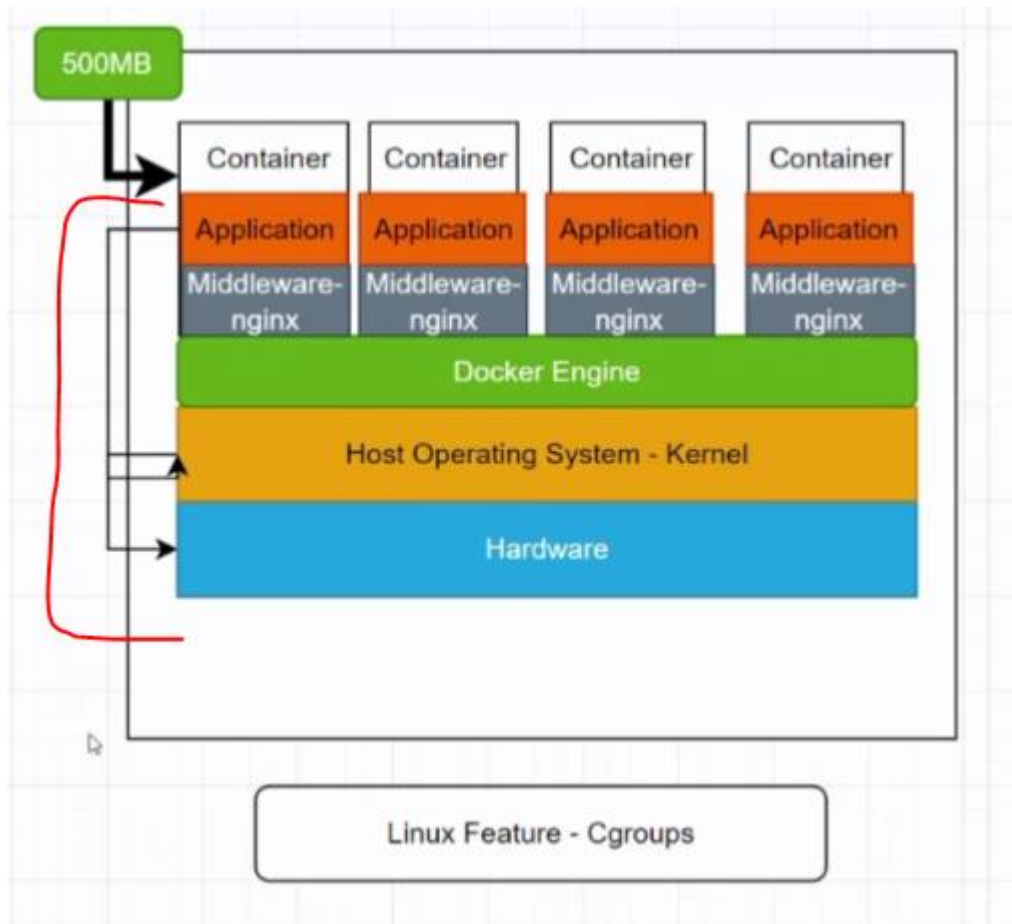 500MB
Container Container Container Container
Application Application Application Application
Middleware- Middleware- Middleware- Middleware-
nginx nginx nginx nginx
Docker Engine
Host Operating System - Kernel
Hardware
Linux Feature - Cgroups